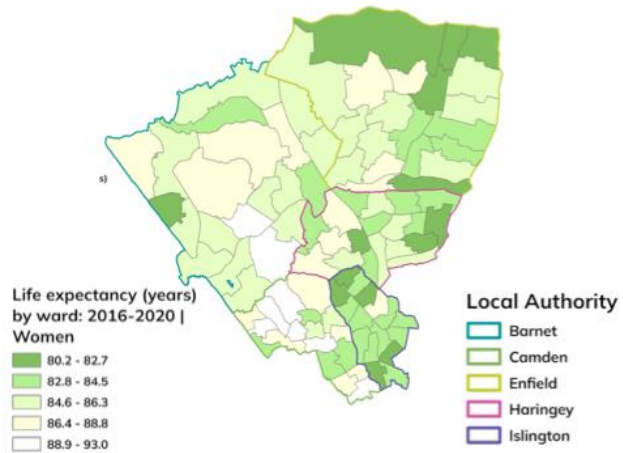 s)
Life expectancy (years)
by ward: 2016-2020 |
Women
80.2 - 82.7
82.8 - 84.5
84.6 - 86.3
86.4 - 88.8
88.9 - 93.0
Local Authority
Barnet
Camden
Enfield
Haringey
Islington